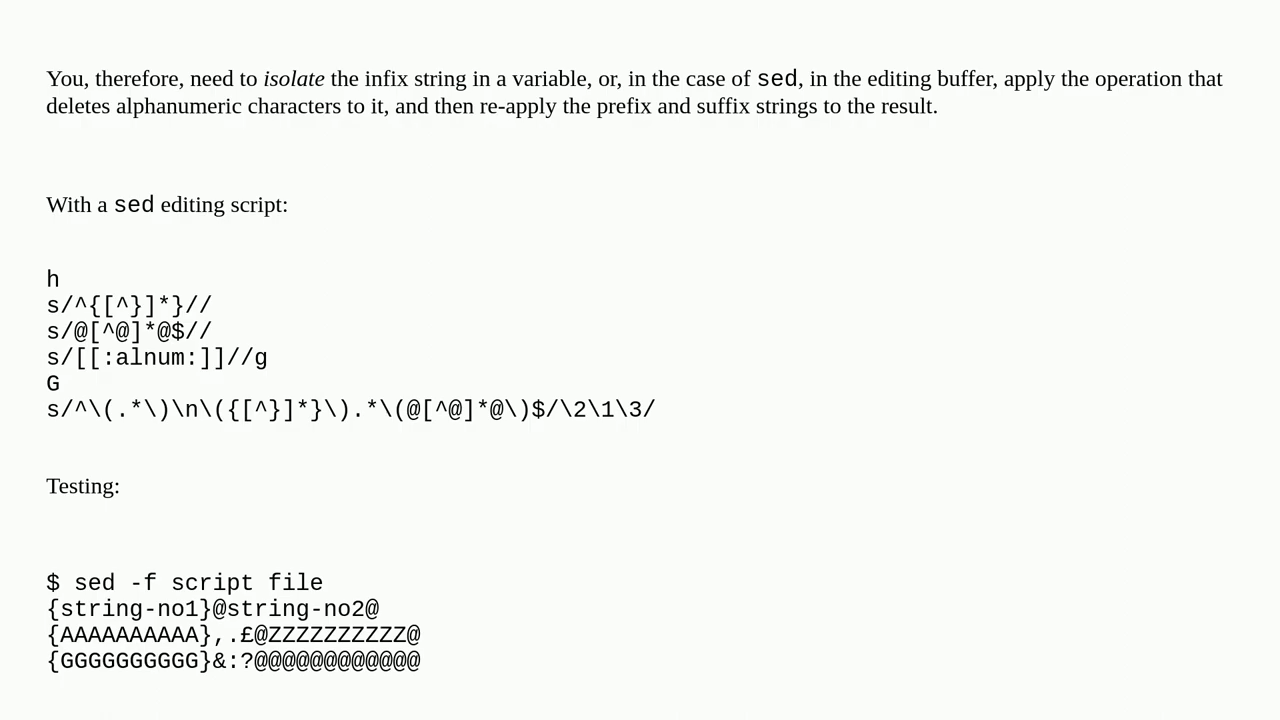 You, therefore, need to isolate the infix string in a variable, or, in the case of sed, in the editing buffer, apply the operation that
deletes alphanumeric characters to it, and then re-apply the prefix and suffix strings to the result.
With a sed editing script:
h
s/^{[^}]*}//
s/@[^@]*@$//
s/[[:alnum:]]//g
G
s/^\(.*\)\n\({[^}]*}\).*\(@[^@]*@\)$/\2\1\3/
Testing:
$ sed -f script file
{string-no1}@string-no2@
{AAAAAAAAAA},.£@ZZZZZZZZZZ@
{GGGGGGGGGG}&:?@@@@@@@@@@@@